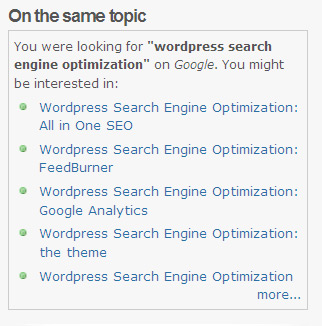 On the same topic
You were looking for "wordpress search
engine optimization" on Google. You might
be interested in:
Wordpress Search Engine Optimization:
All in One SEO
Wordpress Search Engine Optimization:
FeedBurner
Wordpress Search Engine Optimization:
Google Analytics
Wordpress Search Engine Optimization:
the theme
Wordpress Search Engine Optimization
more...